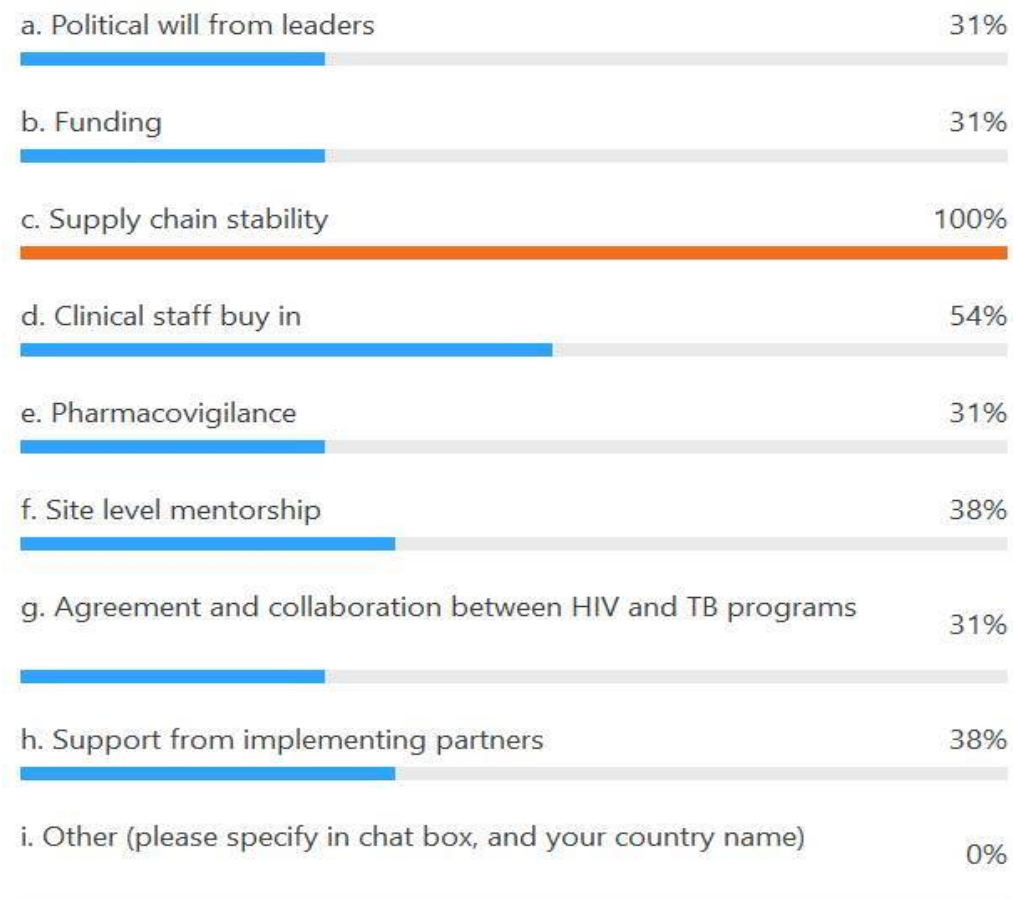 a. Political will from leaders 31%
b. Funding 31%
c. Supply chain stability 100%
d. Clinical staff buy in 54%
e. Pharmacovigilance 31%
f. Site level mentorship 38%
g. Agreement and collaboration between HIV and TB programs 31%
h. Support from implementing partners 38%
i. Other (please specify in chat box, and your country name) 0%